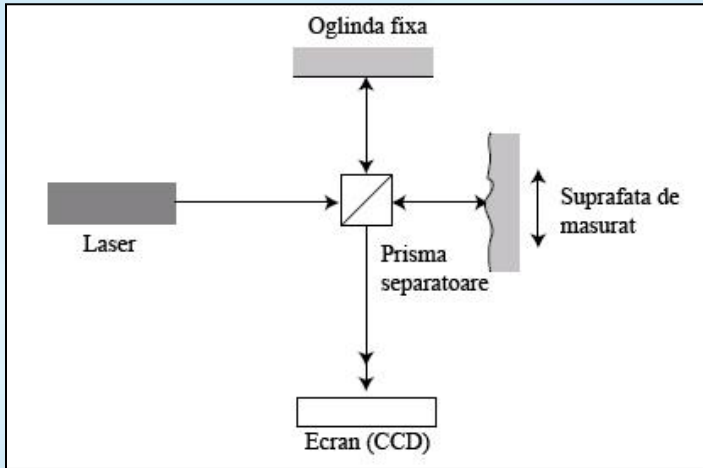 Oglinda fixa
Laser
Suprafata de
masurat
Prisma
separatoare
Ecran (CCD)